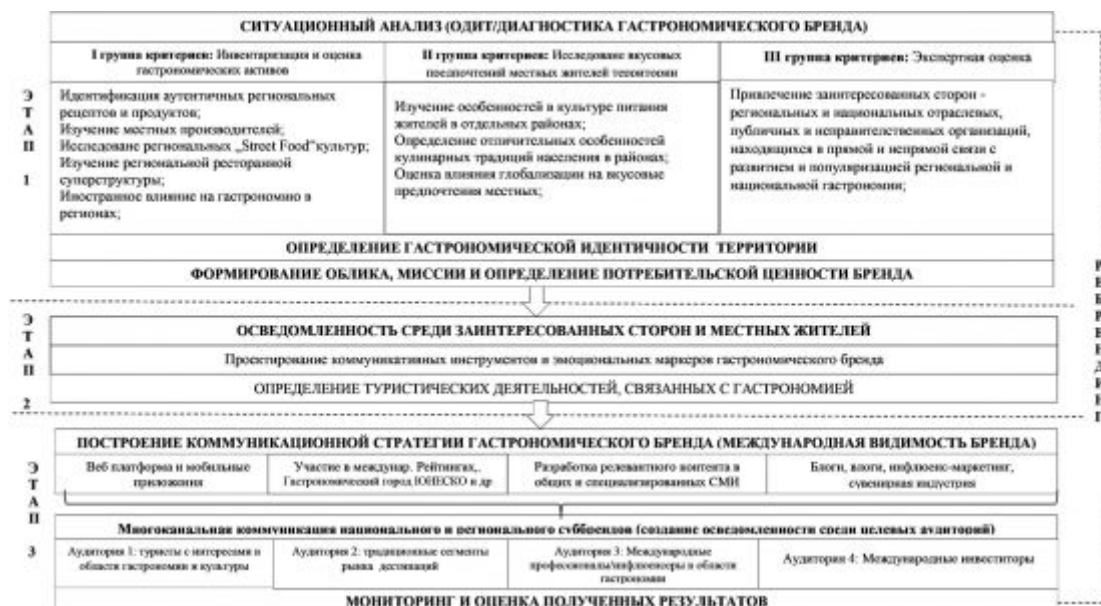 СИТУАЦИОННЫЙ АНАЛИЗ (ОДИТ/ДИАГНОСТИКА ГАСТРОНОМИЧЕСКОГО БРЕНДА)
ЭТАП 1
I группа критериев: Инвентаризация и оценка
гастрономических активов
Идентификация аутентичных региональных
рецептов и продуктов;
Изучение местных производителей;
Исследоване региональных „Street Food“культур;
Изучение региональной ресторанной
суперструктуры;
Иностранное влияние на гастрономию в
регионах;
II группа критериев: Исследоване вкусовых
предпочтений местных жителей территории
Изучение особенностей в культуре питания
жителей в отдельных районах;
Определение отличительных особенностей
кулинарных традиций населения в районах;
Оценка влияния глобализации на вкусовые
предпочтения местных;
III группа критериев: Экспертная оценка
Привлечение заинтересованных сторон -
региональных и национальных отраслевых,
публичных и неправительственных организаций,
находящихся в прямой и непрямой связи с
развитием и популяризацией региональной и
национальной гастрономии;
ОПРЕДЕЛЕНИЕ ГАСТРОНОМИЧЕСКОЙ ИДЕНТИЧНОСТИ ТЕРРИТОРИИ
ФОРМИРОВАНИЕ ОБЛИКА, МИССИИ И ОПРЕДЕЛЕНИЕ ПОТРЕБИТЕЛЬСКОЙ ЦЕННОСТИ БРЕНДА
ЭТАП 2
ОСВЕДОМЛЕННОСТЬ СРЕДИ ЗАИНТЕРЕСОВАННЫХ СТОРОН И МЕСТНЫХ ЖИТЕЛЕЙ
Проектирование коммуникативных инструментов и эмоциональных маркеров гастрономического бренда
ОПРЕДЕЛЕНИЕ ТУРИСТИЧЕСКИХ ДЕЯТЕЛЬНОСТЕЙ, СВЯЗАННЫХ С ГАСТРОНОМИЕЙ
ЭТАП 3
ПОСТРОЕНИЕ КОММУНИКАЦИОННОЙ СТРАТЕГИИ ГАСТРОНОМИЧЕСКОГО БРЕНДА (МЕЖДУНАРОДНАЯ ВИДИМОСТЬ БРЕНДА)
Веб платформа и мобильные
приложения
Участие в междунар. Рейтингах,.
Гастрономический город ЮНЕСКО и др
Разработка релевантного контента в
общих и специализированных СМИ
Блоги, влоги, инфлюенс-маркетинг,
сувенирная индустрия
Многоканальная коммуникация национального и регионального суббрендов (создание осведомленности среди целевых аудиторий)
Аудитория 1: туристы с интересами в
области гастрономии и культуры
Аудитория 2: традиционные сегменты
рынка дестинаций
Аудитория 3: Международные
профессионалы/инфлюенсеры в области
гастрономии
Аудитория 4: Международные инвеститоры
МОНИТОРИНГ И ОЦЕНКА ПОЛУЧЕННЫХ РЕЗУЛЬТАТОВ
РЕБРЕНДИНГ